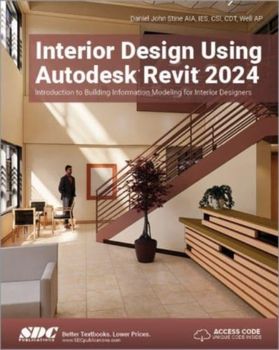 Daniel John Stine AIA, IES, CSI, CDT, Well AP
Interior Design Using
Autodesk® Revit 2024
Introduction to Building Information Modeling for Interior Designers
SDC
PUBLICATIONS
Better Textbooks. Lower Prices.
www.SDCpublications.com
ACCESS CODE
UNIQUE CODE INSIDE